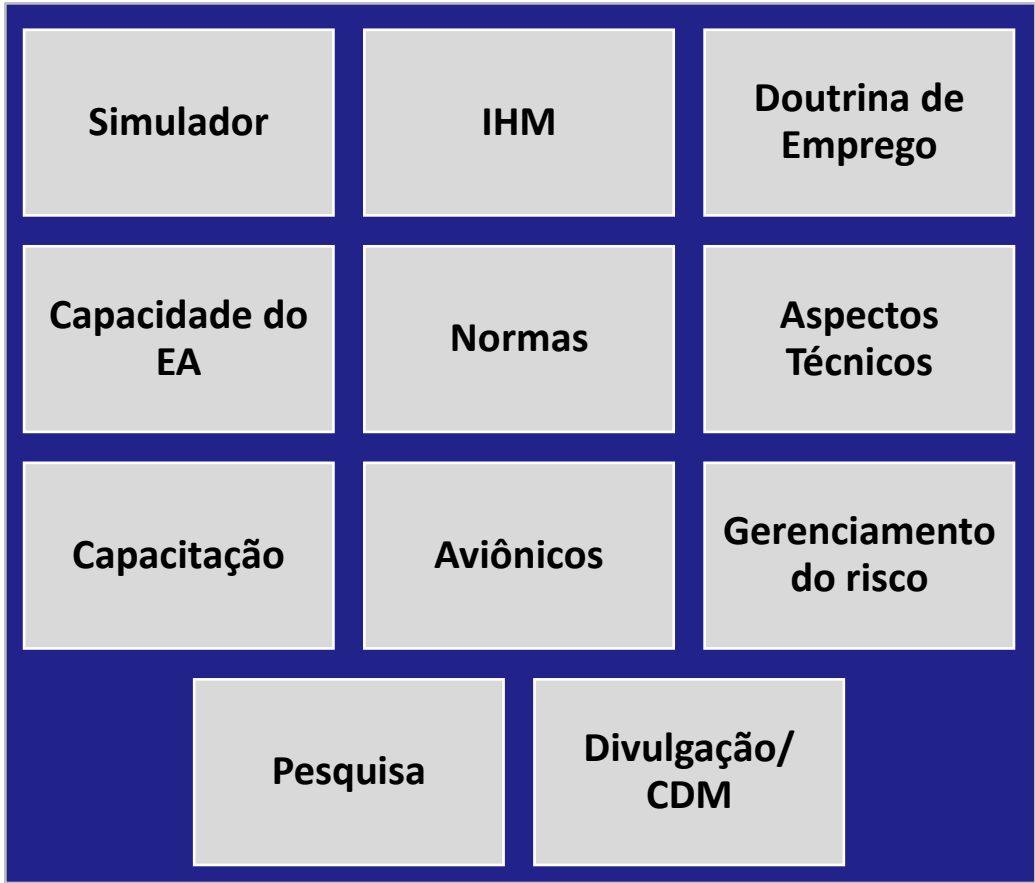 Simulador
IHM
Doutrina de
Emprego
Capacidade do
EA
Normas
Aspectos
Técnicos
Capacitação
Aviônicos
Gerenciamento
do risco
Pesquisa
Divulgação/
CDM